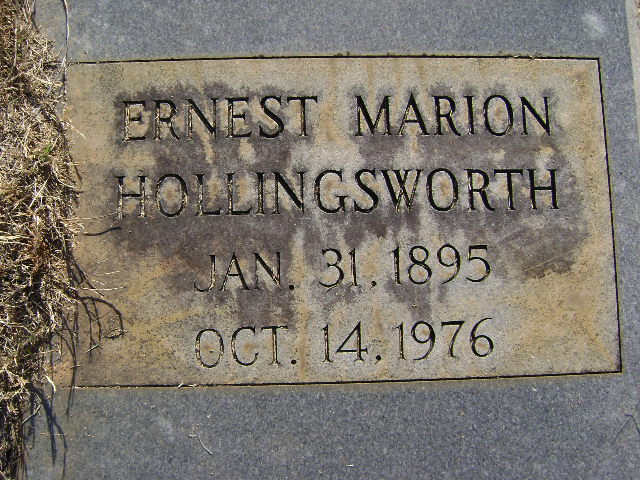 ERNEST MARION
HOLLINGSWORTH
JAN. 31, 1895
OCT. 14, 1976